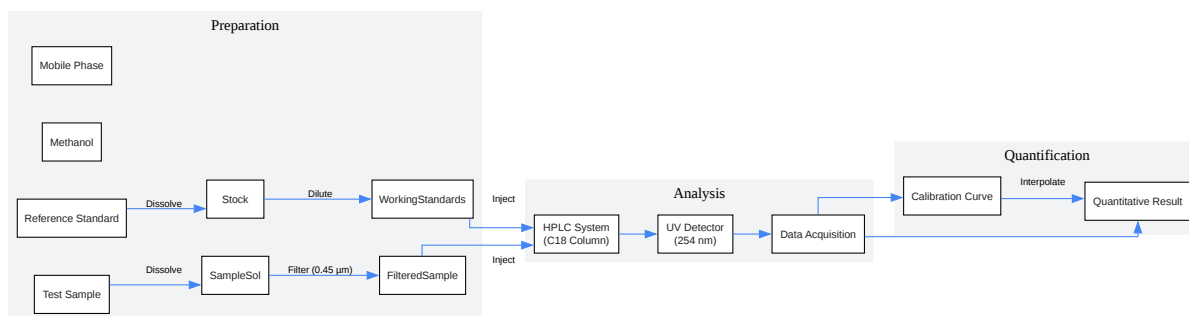 Preparation
Mobile Phase
Methanol
Reference Standard
Dissolve
Stock
Dilute
WorkingStandards
Inject
Test Sample
Dissolve
SampleSol
Filter (0.45 µm)
FilteredSample
Inject
Analysis
HPLC System
(C18 Column)
UV Detector
(254 nm)
Data Acquisition
Quantification
Calibration Curve
Interpolate
Quantitative Result